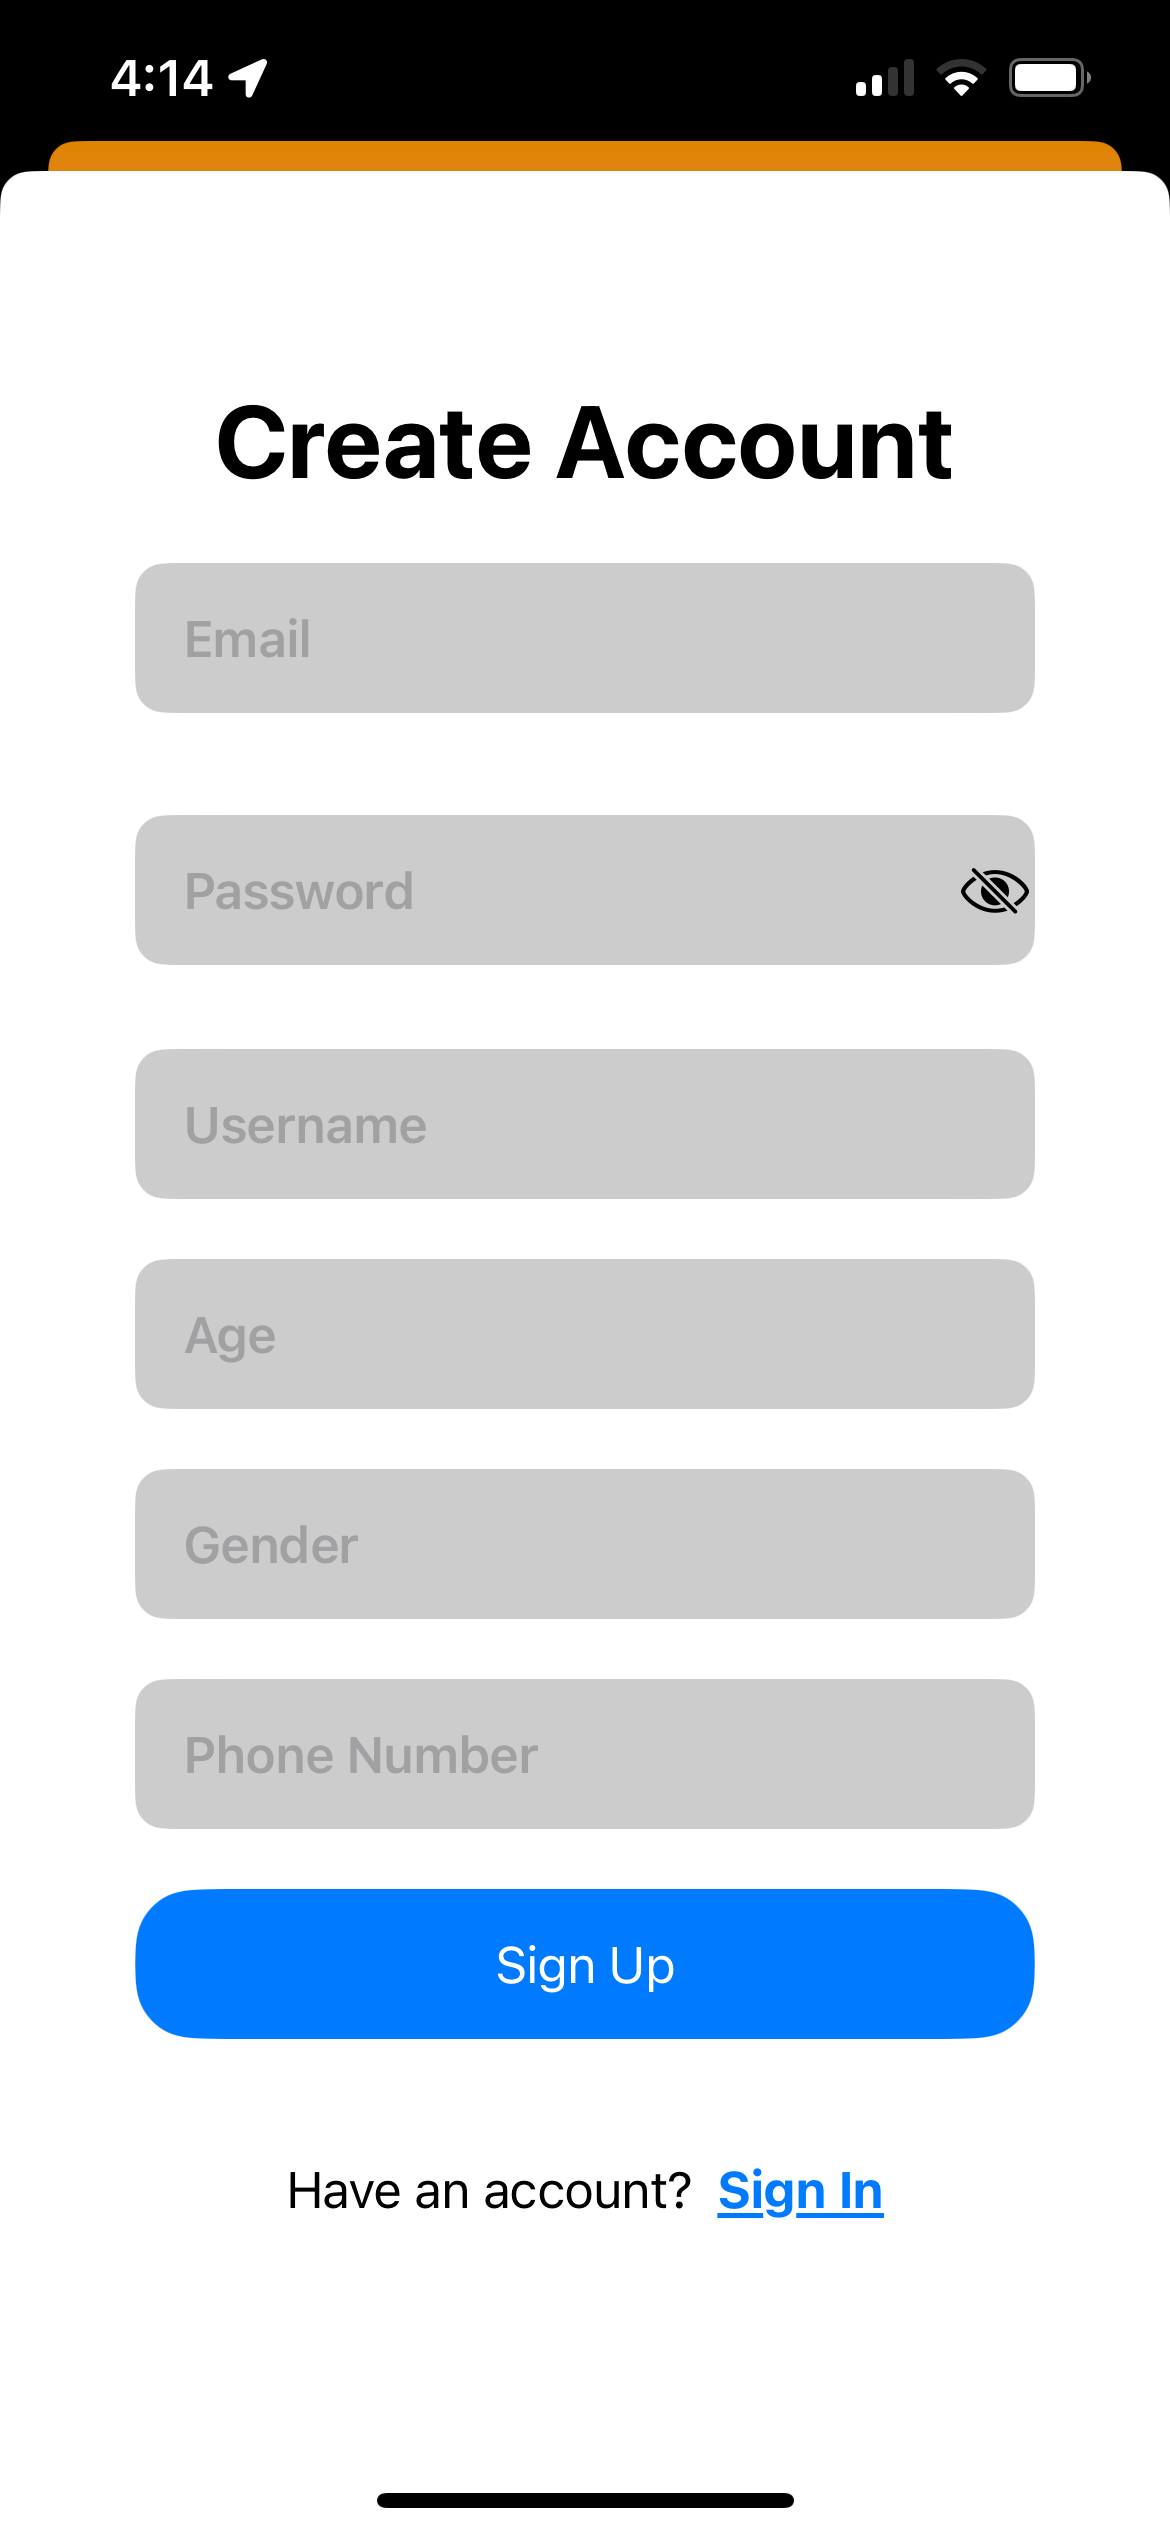 4:14
Create Account
Email
Password
Username
Age
Gender
Phone Number
Sign Up
Have an account? Sign In